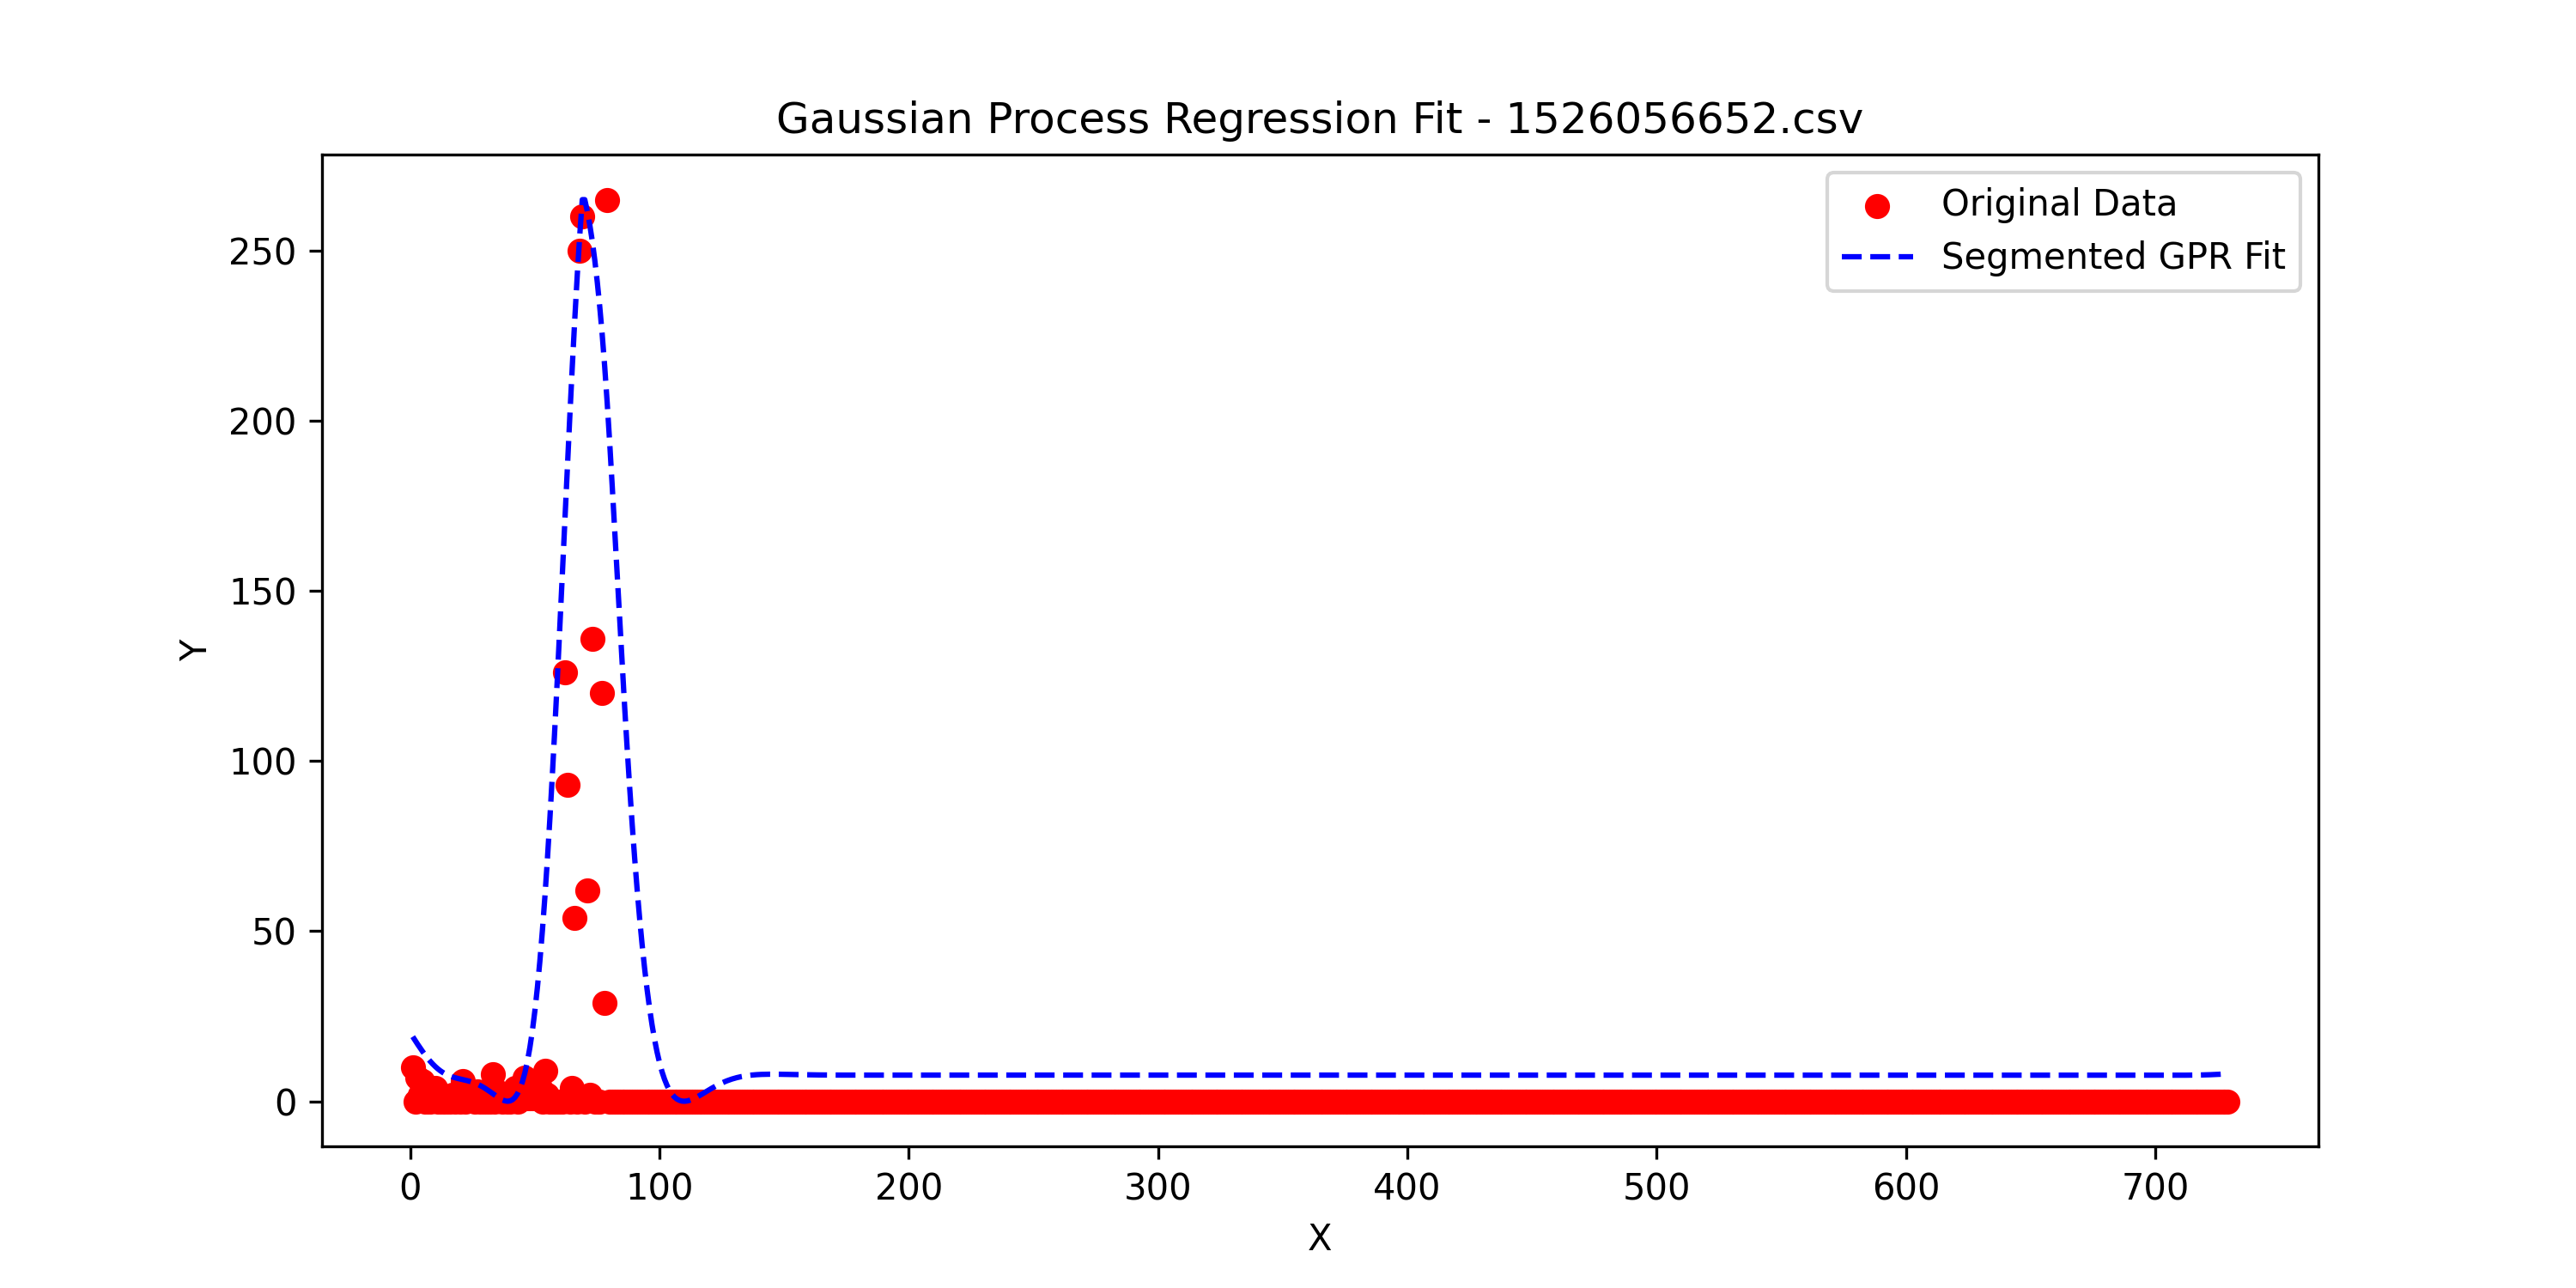 Gaussian Process Regression Fit - 1526056652.csv
Original Data
Segmented GPR Fit
250
200
150
100
50
0
Y
0 100 200 300 400 500 600 700
X